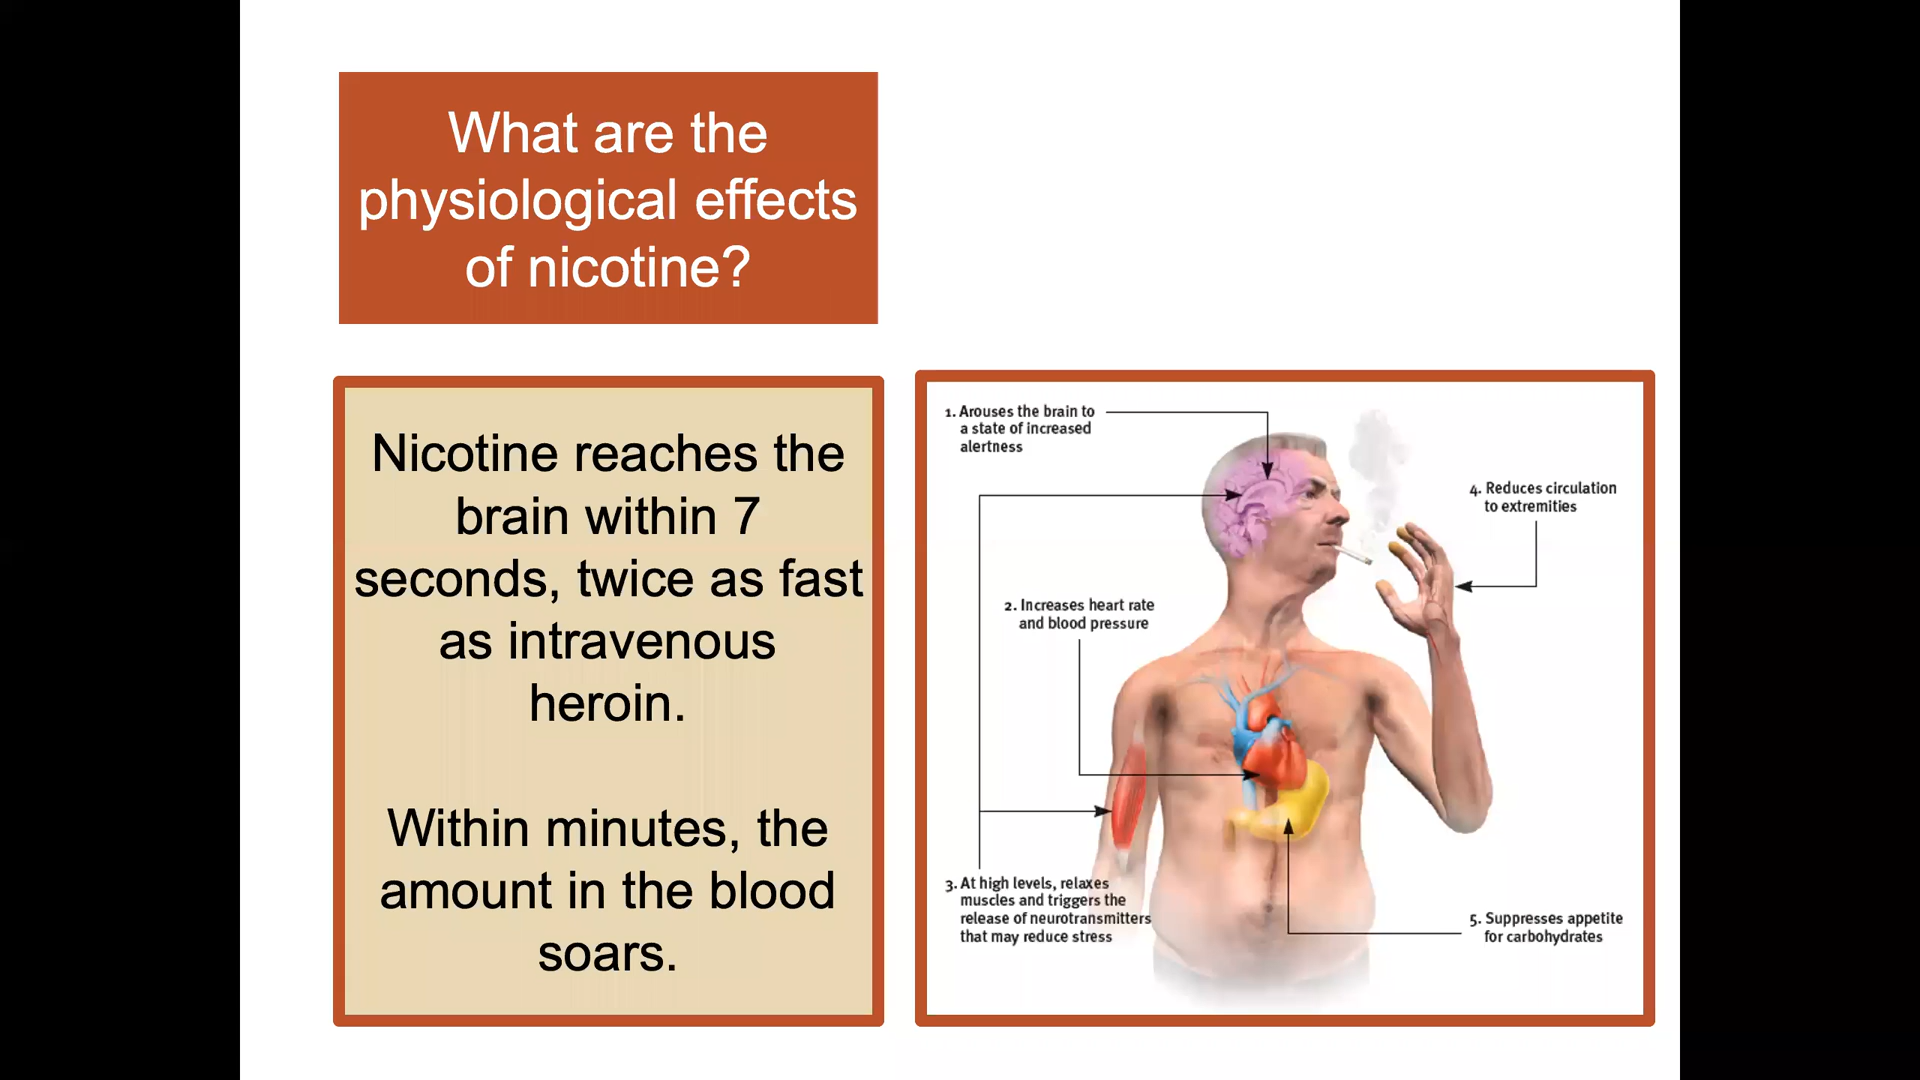 What are the
physiological effects
of nicotine?
Nicotine reaches the
brain within 7
seconds, twice as fast
as intravenous
heroin.
Within minutes, the
amount in the blood
soars.
1. Arouses the brain to
a state of increased
alertness
4. Reduces circulation
to extremities
2. Increases heart rate
and blood pressure
3. At high levels, relaxes
muscles and triggers the
release of neurotransmitters
that may reduce stress
5. Suppresses appetite
for carbohydrates